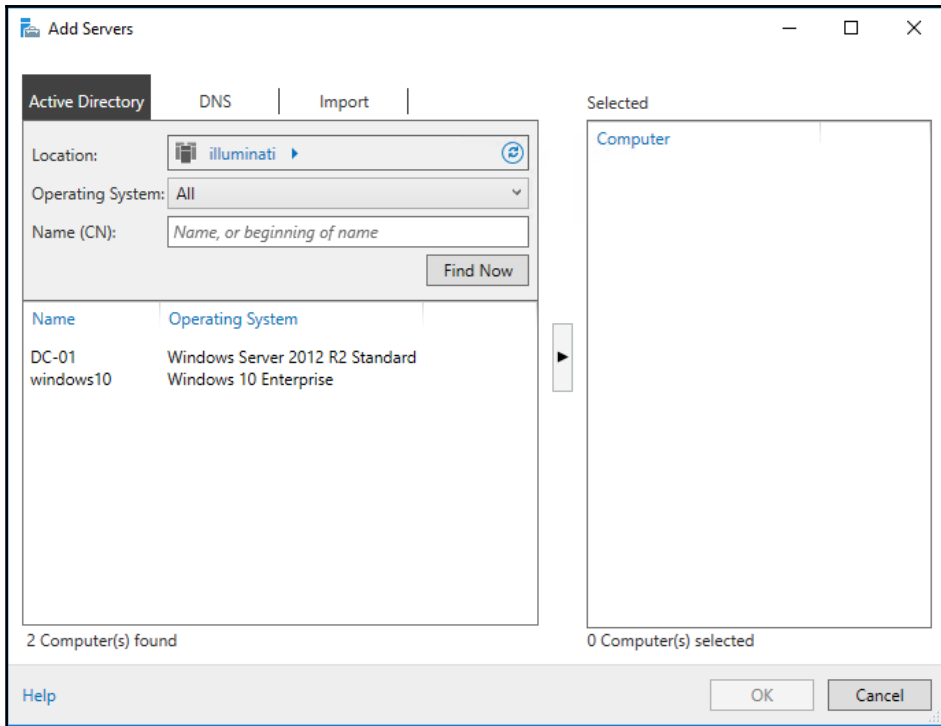 Add Servers
Active Directory
DNS
Import
Location:
illuminati
Operating System:
All
Name (CN):
Name, or beginning of name
Find Now
Name
Operating System
DC-01
Windows Server 2012 R2 Standard
windows10
Windows 10 Enterprise
2 Computer(s) found
Selected
Computer
0 Computer(s) selected
Help
OK
Cancel